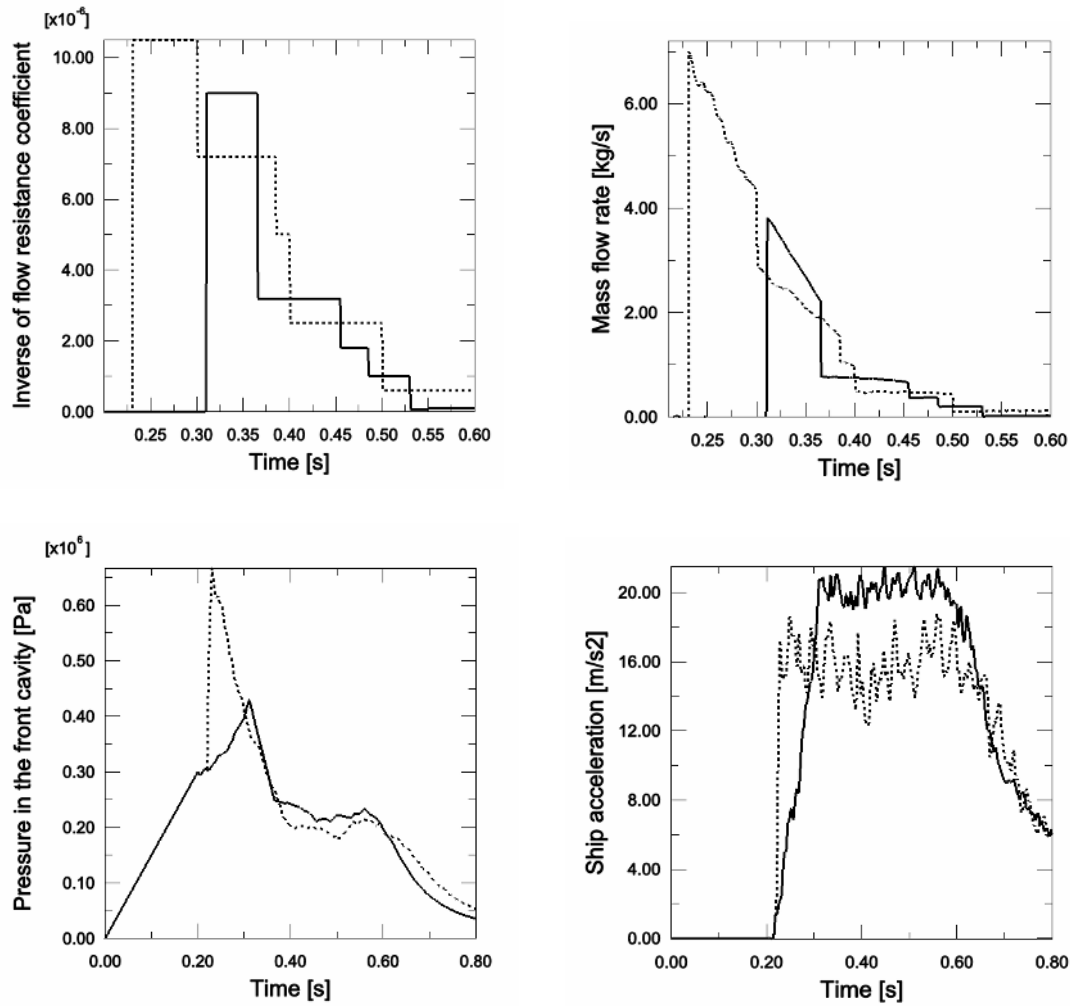 [x10⁻⁶]
Inverse of flow resistance coefficient
10.00
8.00
6.00
4.00
2.00
0.00
0.25 0.30 0.35 0.40 0.45 0.50 0.55 0.60
Time [s]
Mass flow rate [kg/s]
6.00
4.00
2.00
0.00
0.25 0.30 0.35 0.40 0.45 0.50 0.55 0.60
Time [s]
[x10⁶]
Pressure in the front cavity [Pa]
0.60
0.50
0.40
0.30
0.20
0.10
0.00
0.00 0.20 0.40 0.60 0.80
Time [s]
Ship acceleration [m/s2]
20.00
16.00
12.00
8.00
4.00
0.00
0.00 0.20 0.40 0.60 0.80
Time [s]